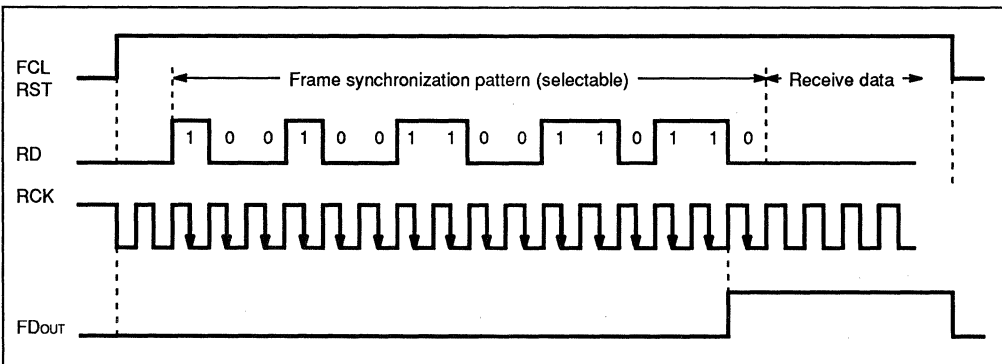 FCL
RST
Frame synchronization pattern (selectable)
Receive data
RD
1 0 0 1 0 0 1 1 0 0 1 1 0 1 1 0
RCK
FDOUT